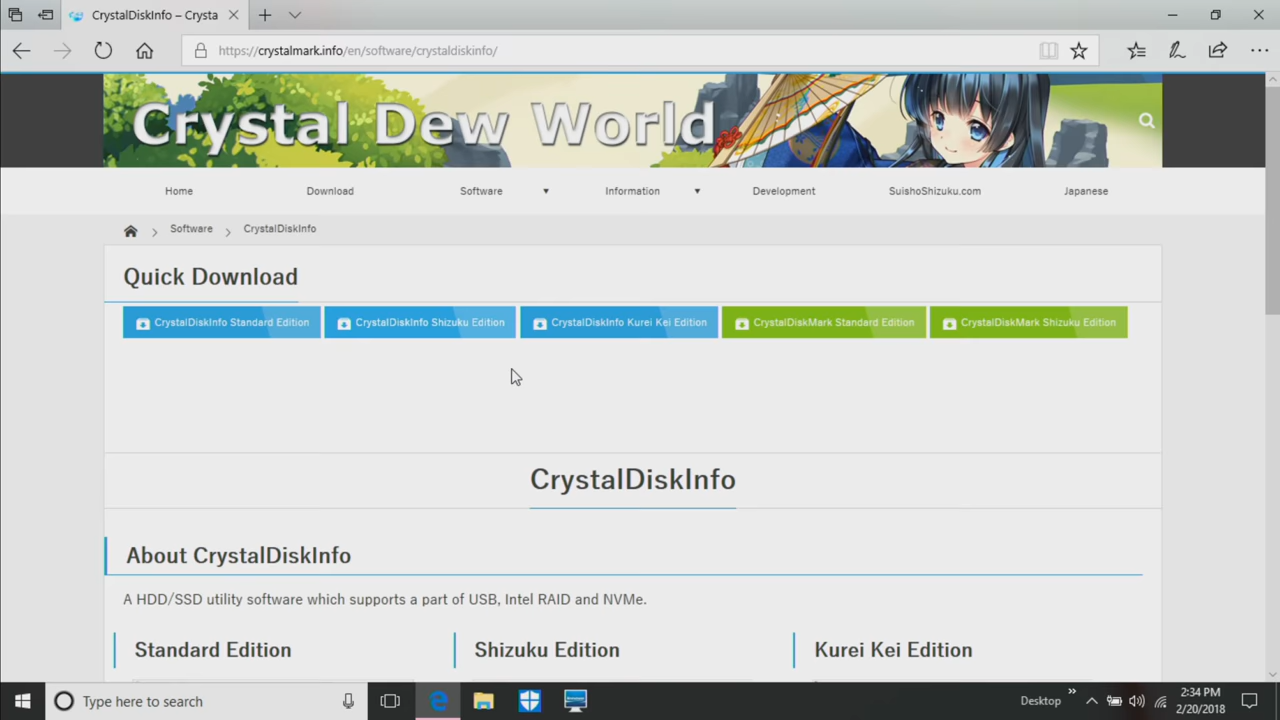 CrystalDiskInfo – Crysta
https://crystalmark.info/en/software/crystaldiskinfo/
Crystal Dew World
Home Download Software Information Development SuishoShizuku.com Japanese
Software CrystalDiskInfo
Quick Download
CrystalDiskInfo Standard Edition CrystalDiskInfo Shizuku Edition CrystalDiskInfo Kurei Kei Edition CrystalDiskMark Standard Edition CrystalDiskMark Shizuku Edition
CrystalDiskInfo
About CrystalDiskInfo
A HDD/SSD utility software which supports a part of USB, Intel RAID and NVMe.
Standard Edition Shizuku Edition Kurei Kei Edition
Type here to search
Desktop
2:34 PM
2/20/2018